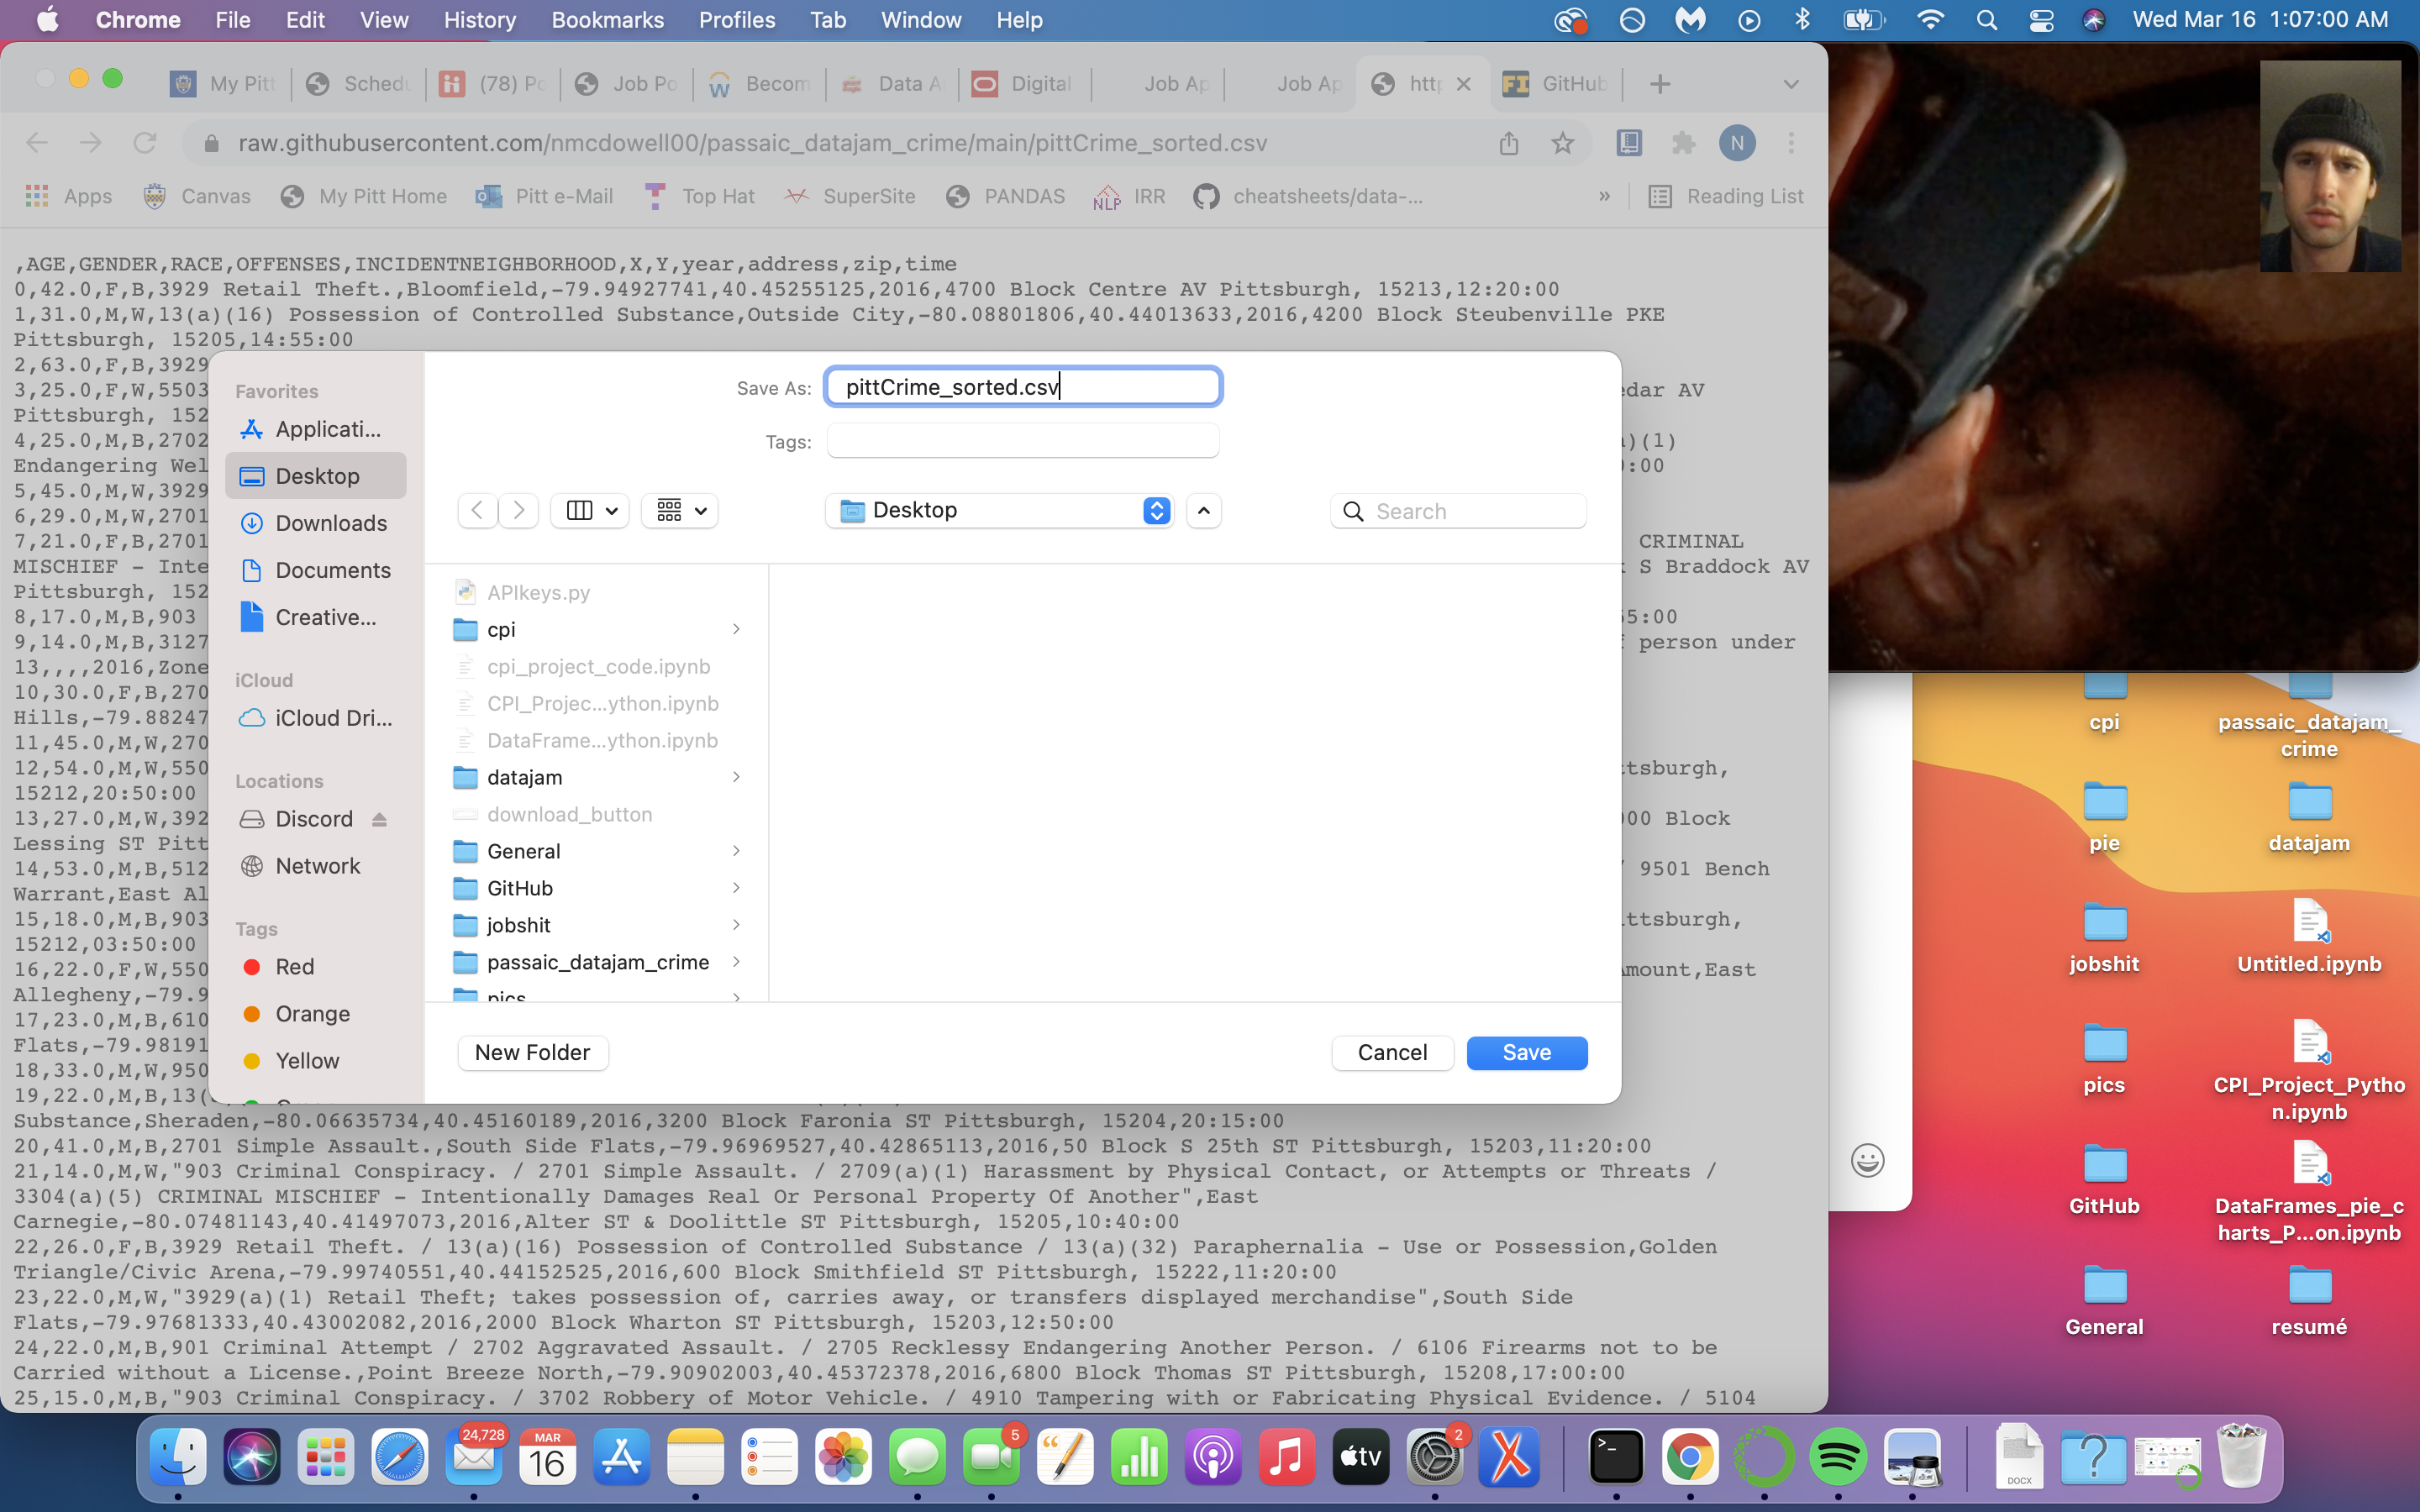 Chrome File Edit View History Bookmarks Profiles Tab Window Help
Wed Mar 16 1:07:00 AM
My Pitt Schedu (78) Po Job Po Becom Data A Digital Job Ap Job Ap http GitHub
raw.githubusercontent.com/nmcdowell00/passaic_datajam_crime/main/pittCrime_sorted.csv
N
Apps Canvas My Pitt Home Pitt e-Mail Top Hat SuperSite PANDAS NLP IRR cheatsheets/data-... » Reading List
,AGE,GENDER,RACE,OFFENSES,INCIDENTNEIGHBORHOOD,X,Y,year,address,zip,time
0,42.0,F,B,3929 Retail Theft.,Bloomfield,-79.94927741,40.45255125,2016,4700 Block Centre AV Pittsburgh, 15213,12:20:00
1,31.0,M,W,13(a)(16) Possession of Controlled Substance,Outside City,-80.08801806,40.44013633,2016,4200 Block Steubenville PKE
Pittsburgh, 15205,14:55:00
2,63.0,F,B,3929
3,25.0,F,W,5503
edar AV
Pittsburgh, 152
4,25.0,M,B,2702
)(1)
Endangering Wel
:00
5,45.0,M,W,3929
6,29.0,M,W,2701
7,21.0,F,B,2701
CRIMINAL
MISCHIEF - Inte
S Braddock AV
Pittsburgh, 152
8,17.0,M,B,903
55:00
9,14.0,M,B,3127
person under
13,,,,2016,Zone
10,30.0,F,B,270
Hills,-79.88247
11,45.0,M,W,270
12,54.0,M,W,550
ttsburgh,
15212,20:50:00
13,27.0,M,W,392
00 Block
Lessing ST Pitt
14,53.0,M,B,512
9501 Bench
Warrant,East Al
15,18.0,M,B,903
ttsburgh,
15212,03:50:00
16,22.0,F,W,550
mount,East
Allegheny,-79.9
17,23.0,M,B,610
Flats,-79.98191
18,33.0,M,W,950
19,22.0,M,B,13(
Substance,Sheraden,-80.06635734,40.45160189,2016,3200 Block Faronia ST Pittsburgh, 15204,20:15:00
20,41.0,M,B,2701 Simple Assault.,South Side Flats,-79.96969527,40.42865113,2016,50 Block S 25th ST Pittsburgh, 15203,11:20:00
21,14.0,M,W,"903 Criminal Conspiracy. / 2701 Simple Assault. / 2709(a)(1) Harassment by Physical Contact, or Attempts or Threats /
3304(a)(5) CRIMINAL MISCHIEF - Intentionally Damages Real Or Personal Property Of Another",East
Carnegie,-80.07481143,40.41497073,2016,Alter ST & Doolittle ST Pittsburgh, 15205,10:40:00
22,26.0,F,B,3929 Retail Theft. / 13(a)(16) Possession of Controlled Substance / 13(a)(32) Paraphernalia - Use or Possession,Golden
Triangle/Civic Arena,-79.99740551,40.44152525,2016,600 Block Smithfield ST Pittsburgh, 15222,11:20:00
23,22.0,M,W,"3929(a)(1) Retail Theft; takes possession of, carries away, or transfers displayed merchandise",South Side
Flats,-79.97681333,40.43002082,2016,2000 Block Wharton ST Pittsburgh, 15203,12:50:00
24,22.0,M,B,901 Criminal Attempt / 2702 Aggravated Assault. / 2705 Recklessy Endangering Another Person. / 6106 Firearms not to be
Carried without a License.,Point Breeze North,-79.90902003,40.45372378,2016,6800 Block Thomas ST Pittsburgh, 15208,17:00:00
25,15.0,M,B,"903 Criminal Conspiracy. / 3702 Robbery of Motor Vehicle. / 4910 Tampering with or Fabricating Physical Evidence. / 5104
Favorites
Applicati...
Desktop
Downloads
Documents
Creative...
iCloud
iCloud Dri...
Locations
Discord
Network
Tags
Red
Orange
Yellow
Save As: pittCrime_sorted.csv
Tags:
Desktop
Search
APIkeys.py
cpi
cpi_project_code.ipynb
CPI_Projec...ython.ipynb
DataFrame...ython.ipynb
datajam
download_button
General
GitHub
jobshit
passaic_datajam_crime
pics
New Folder
Cancel
Save
cpi
passaic_datajam_
crime
pie
datajam
jobshit
Untitled.ipynb
pics
CPI_Project_Pytho
n.ipynb
GitHub
DataFrames_pie_c
harts_P...on.ipynb
General
resumé
24,728
MAR
16
5
tv
2
DOCX